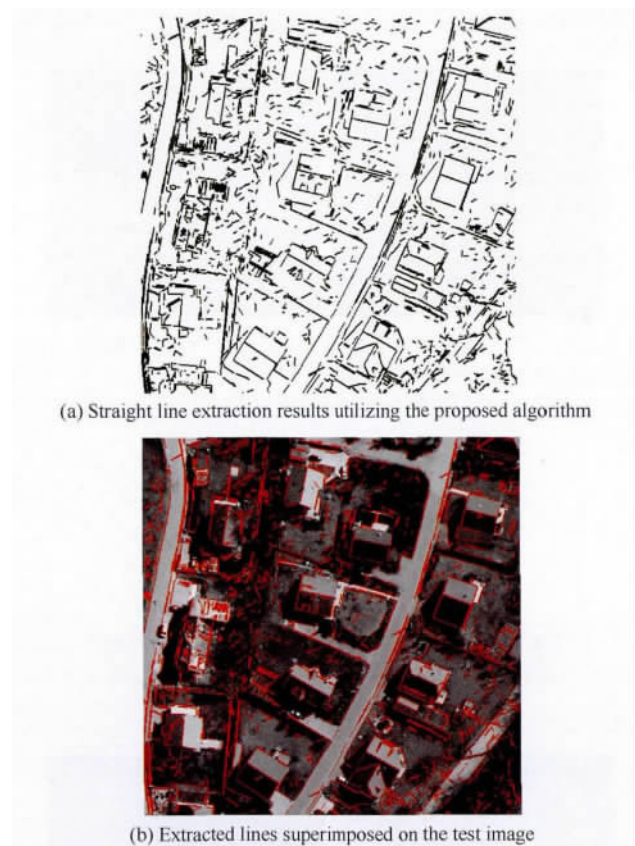 (a) Straight line extraction results utilizing the proposed algorithm
(b) Extracted lines superimposed on the test image